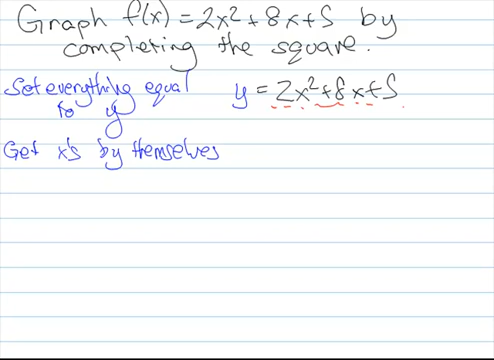 Graph f(x) = 2x² + 8x + 5 by
completing the square.
Set everything equal
to y
y = 2x² + 8x + 5
Get x's by themselves